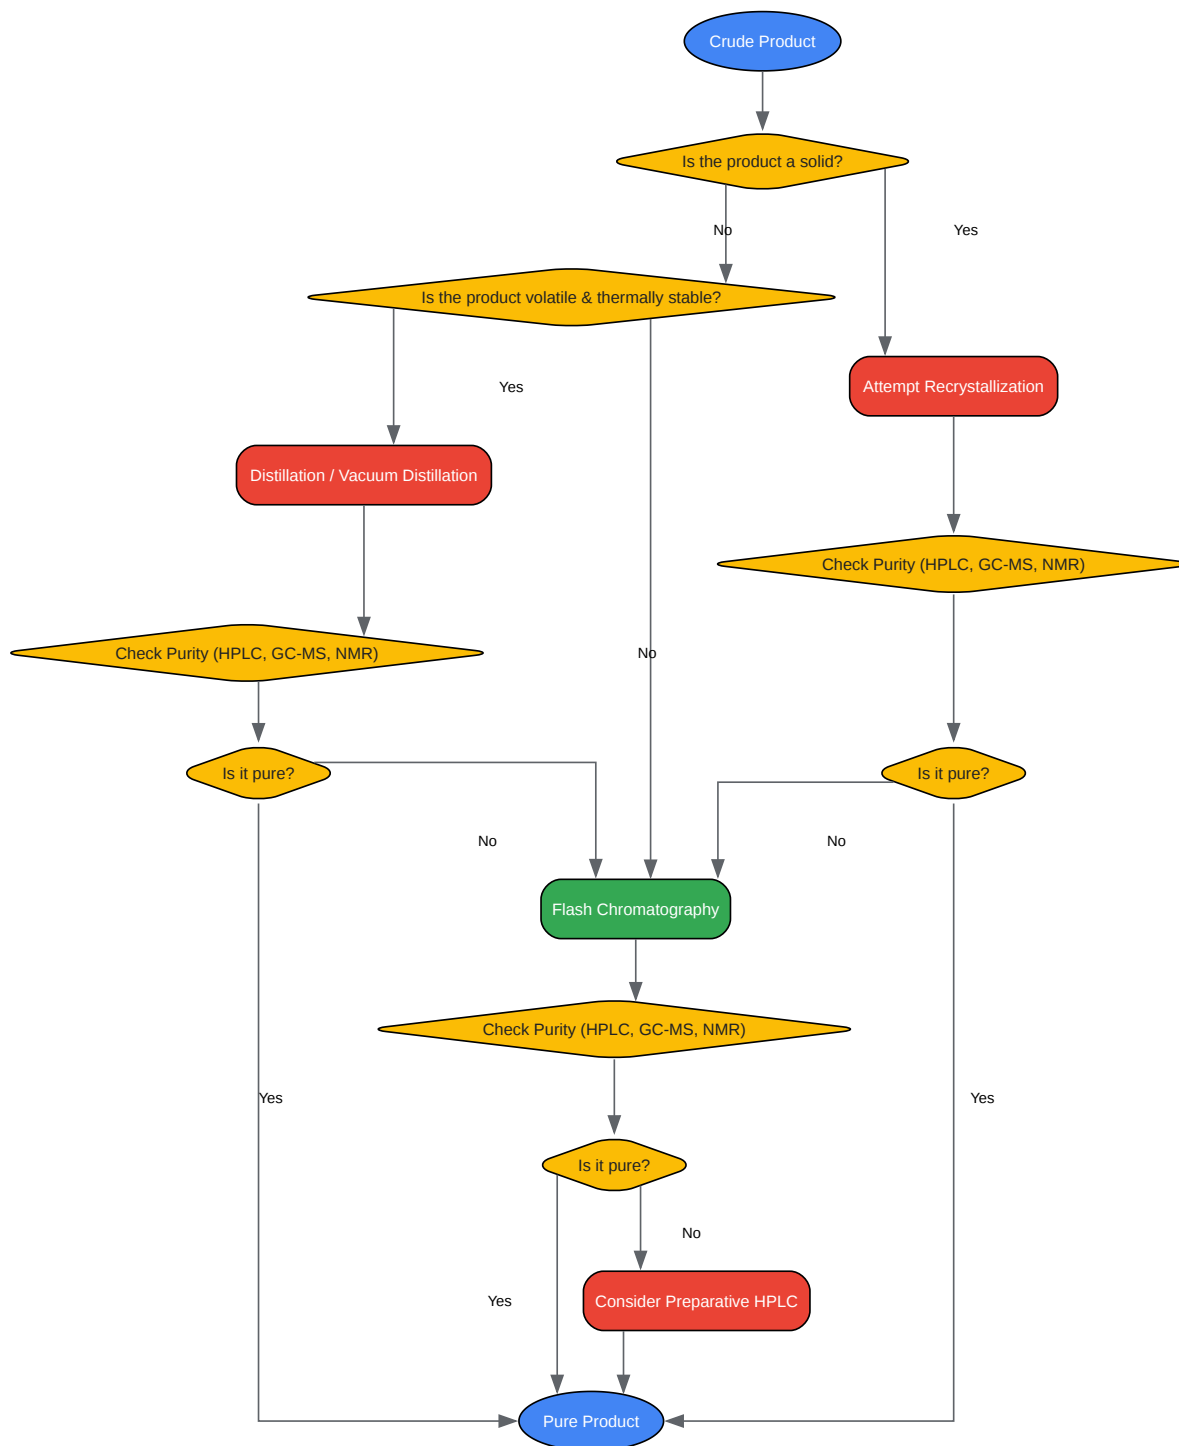 Crude Product
Is the product a solid?
No
Yes
Is the product volatile & thermally stable?
Yes
Attempt Recrystallization
Distillation / Vacuum Distillation
Check Purity (HPLC, GC-MS, NMR)
No
Check Purity (HPLC, GC-MS, NMR)
Is it pure?
Is it pure?
No
No
Flash Chromatography
Check Purity (HPLC, GC-MS, NMR)
Yes
Yes
Is it pure?
No
Yes
Consider Preparative HPLC
Pure Product